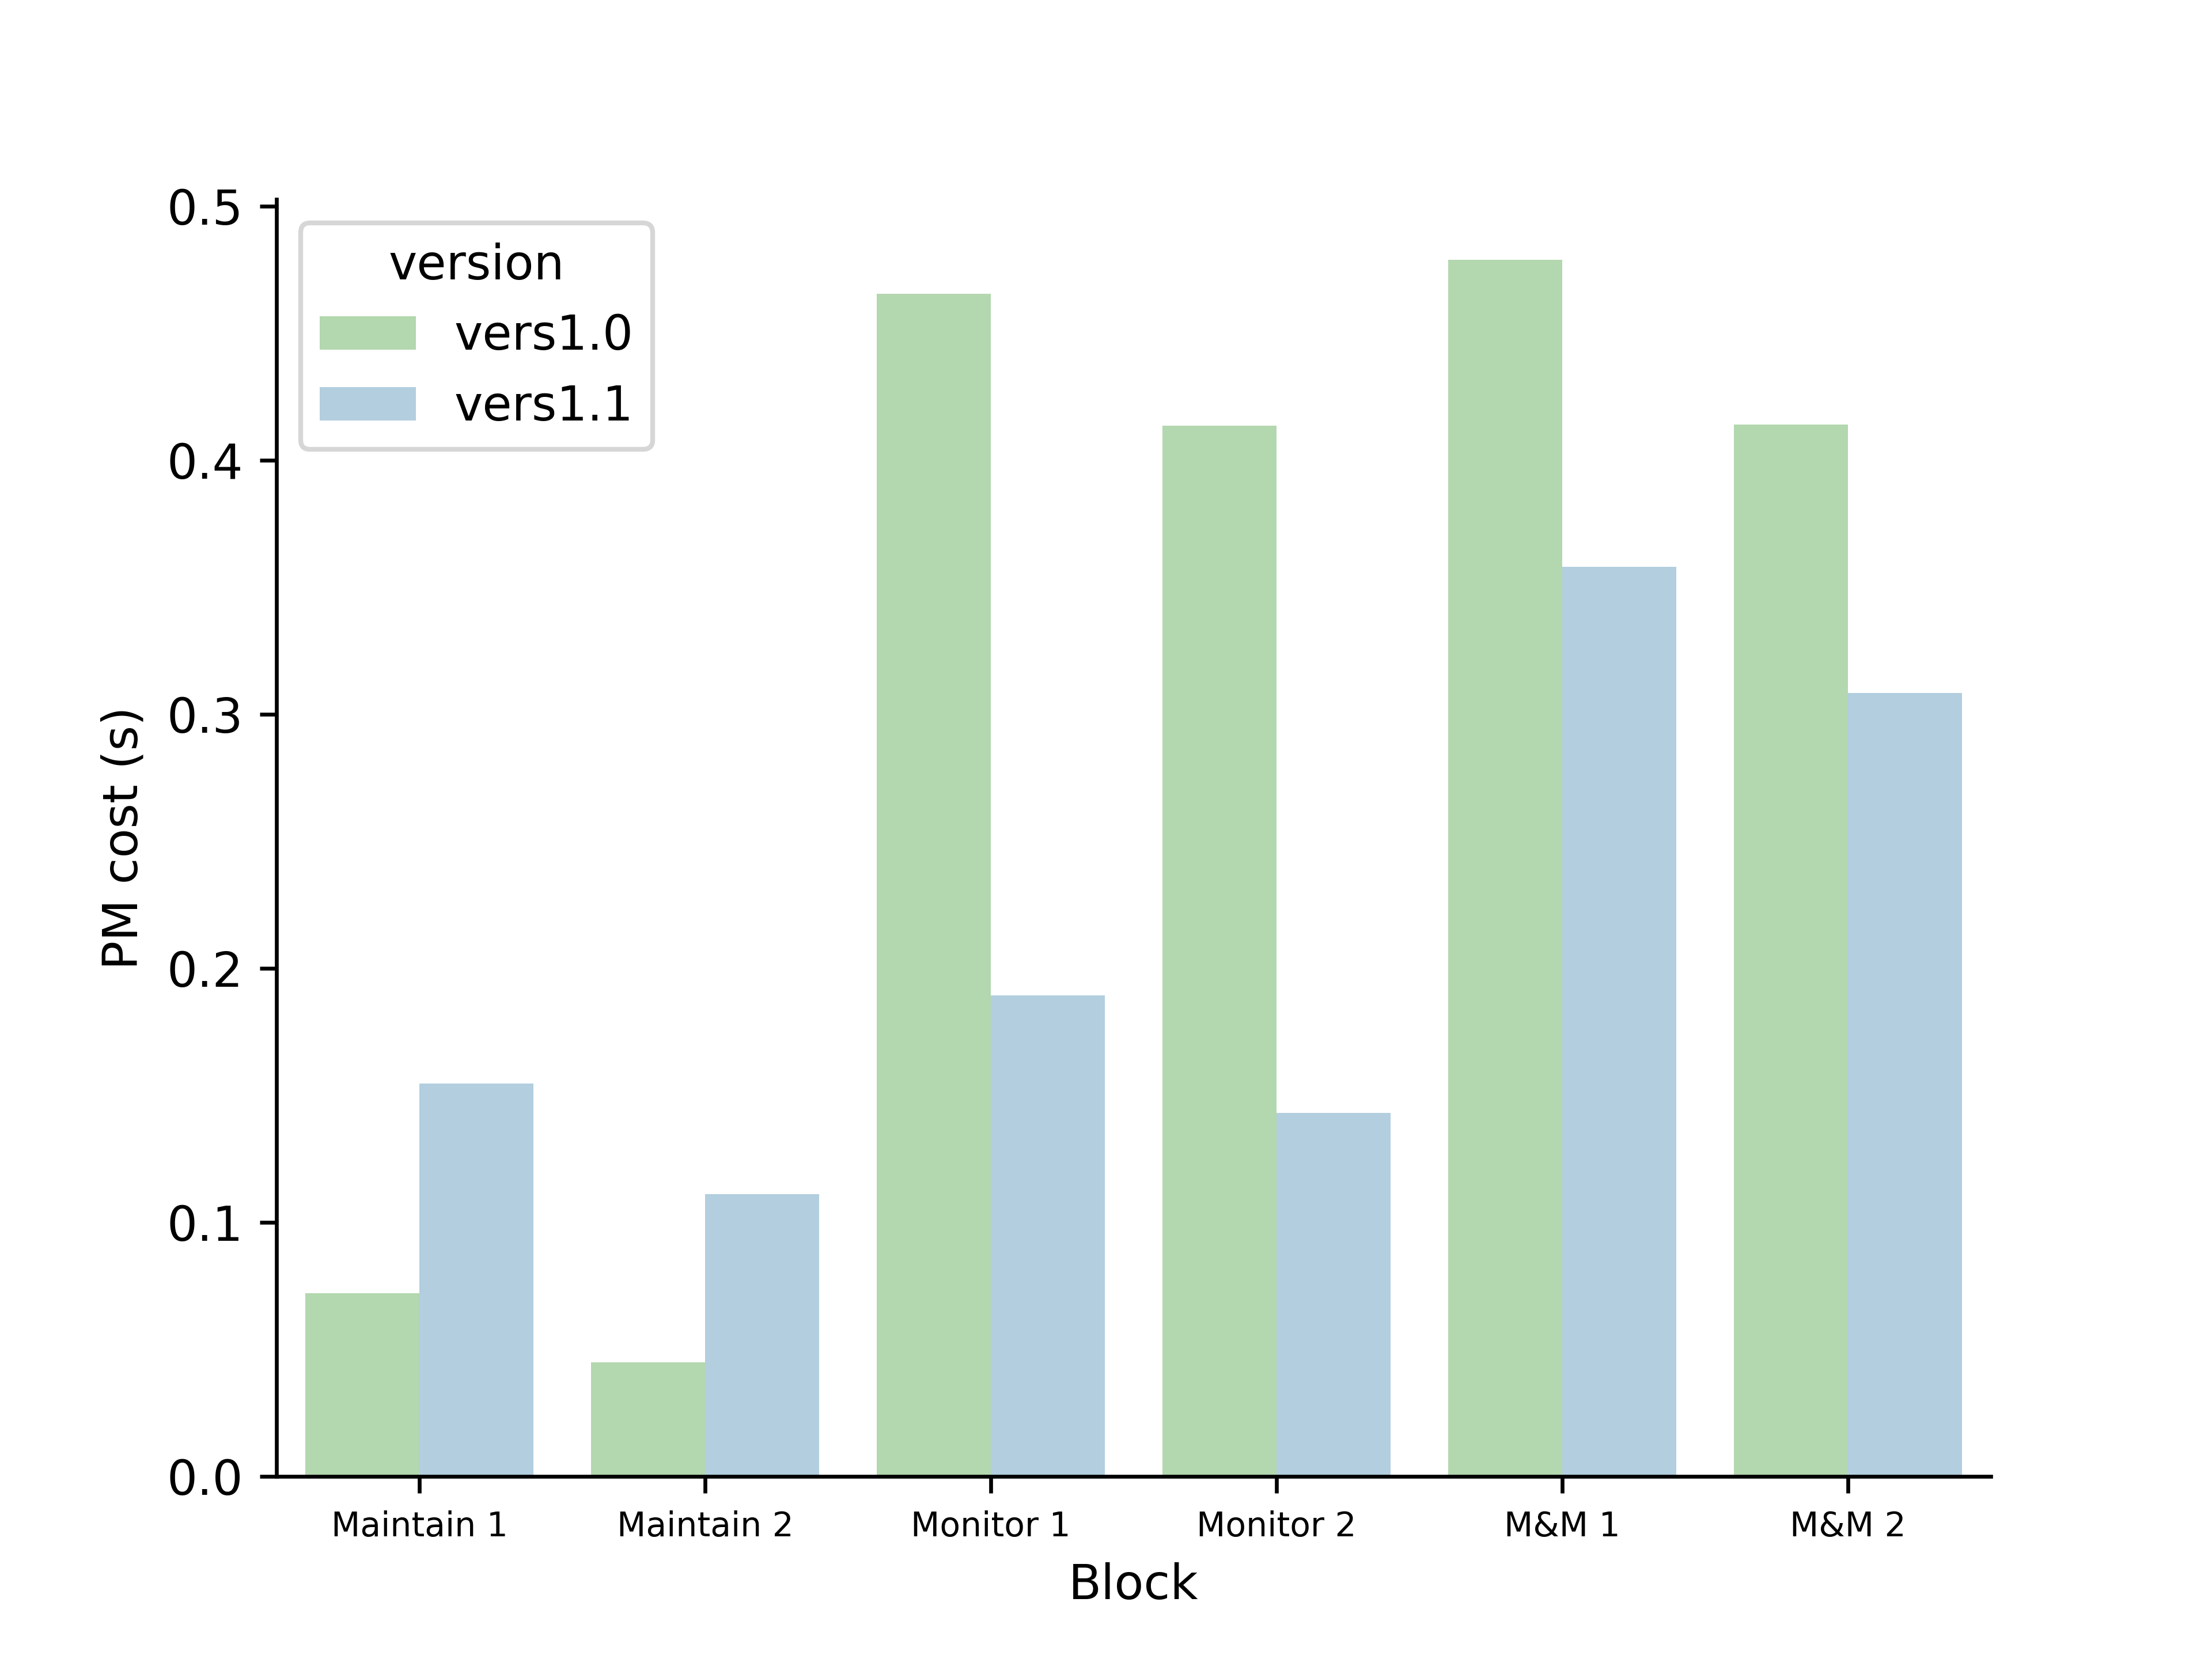 version
vers1.0
vers1.1
0.5
0.4
0.3
0.2
0.1
0.0
PM cost (s)
Maintain 1 Maintain 2 Monitor 1 Monitor 2 M&M 1 M&M 2
Block